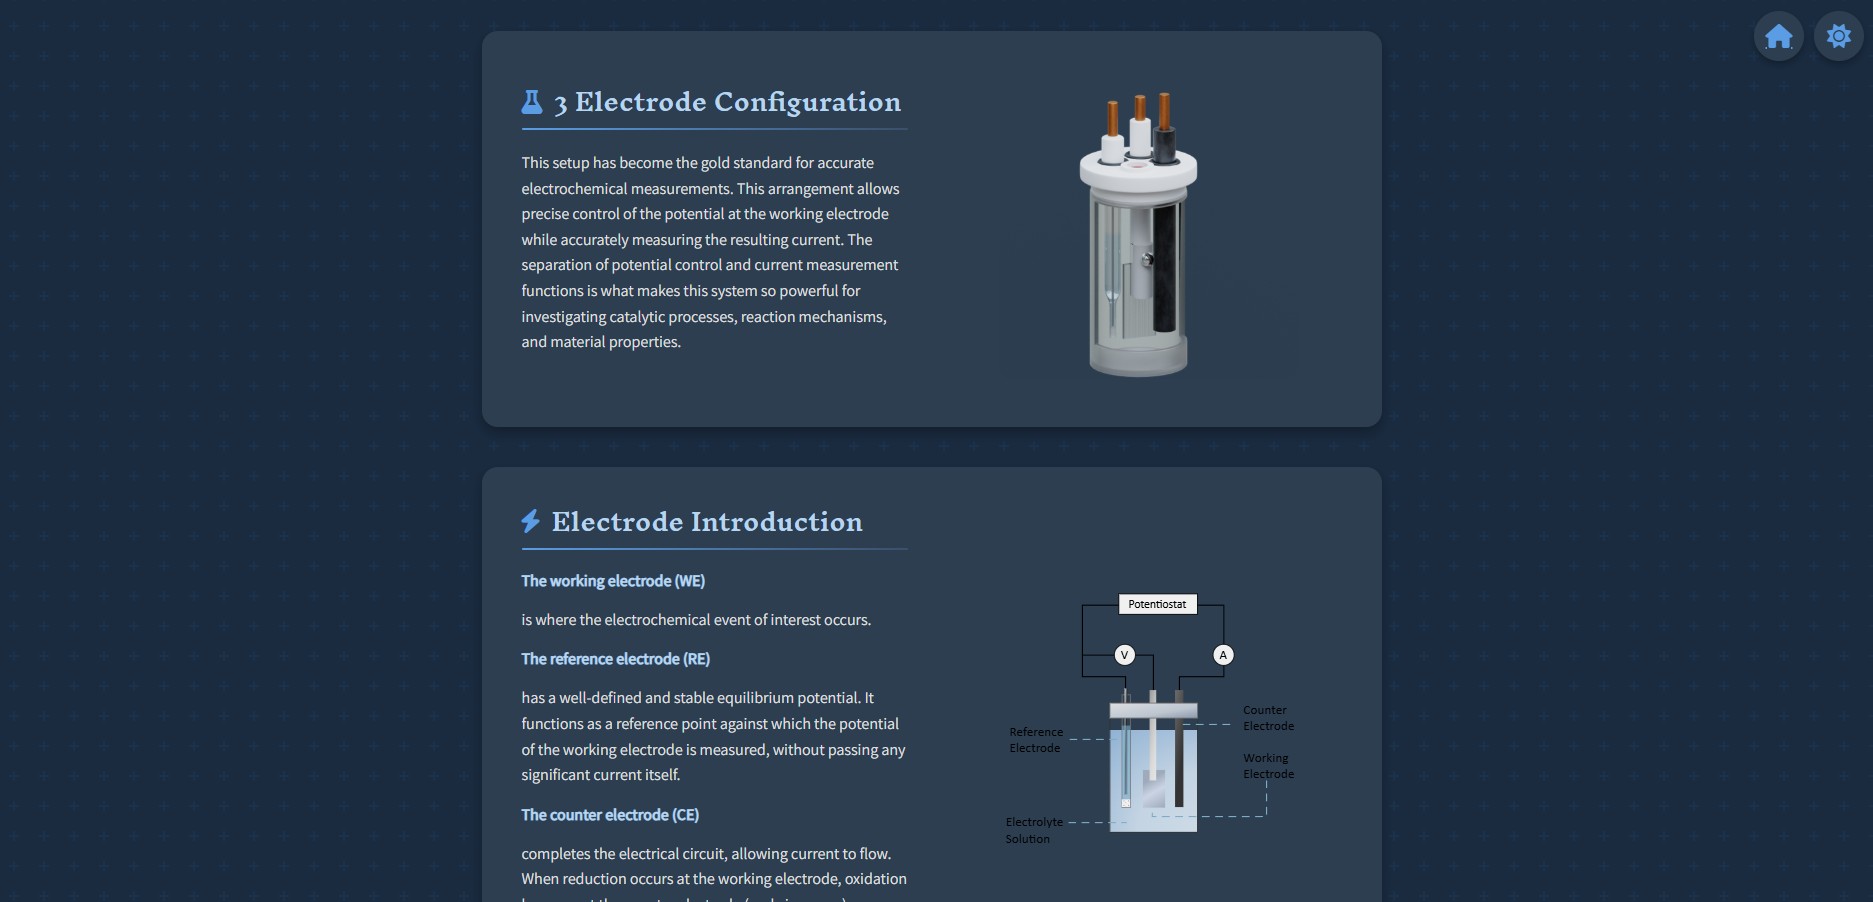 3 Electrode Configuration
This setup has become the gold standard for accurate
electrochemical measurements. This arrangement allows
precise control of the potential at the working electrode
while accurately measuring the resulting current. The
separation of potential control and current measurement
functions is what makes this system so powerful for
investigating catalytic processes, reaction mechanisms,
and material properties.
Electrode Introduction
The working electrode (WE)
is where the electrochemical event of interest occurs.
The reference electrode (RE)
has a well-defined and stable equilibrium potential. It
functions as a reference point against which the potential
of the working electrode is measured, without passing any
significant current itself.
The counter electrode (CE)
completes the electrical circuit, allowing current to flow.
When reduction occurs at the working electrode, oxidation
Potentiostat
V
A
Counter
Electrode
Reference
Electrode
Working
Electrode
Electrolyte
Solution